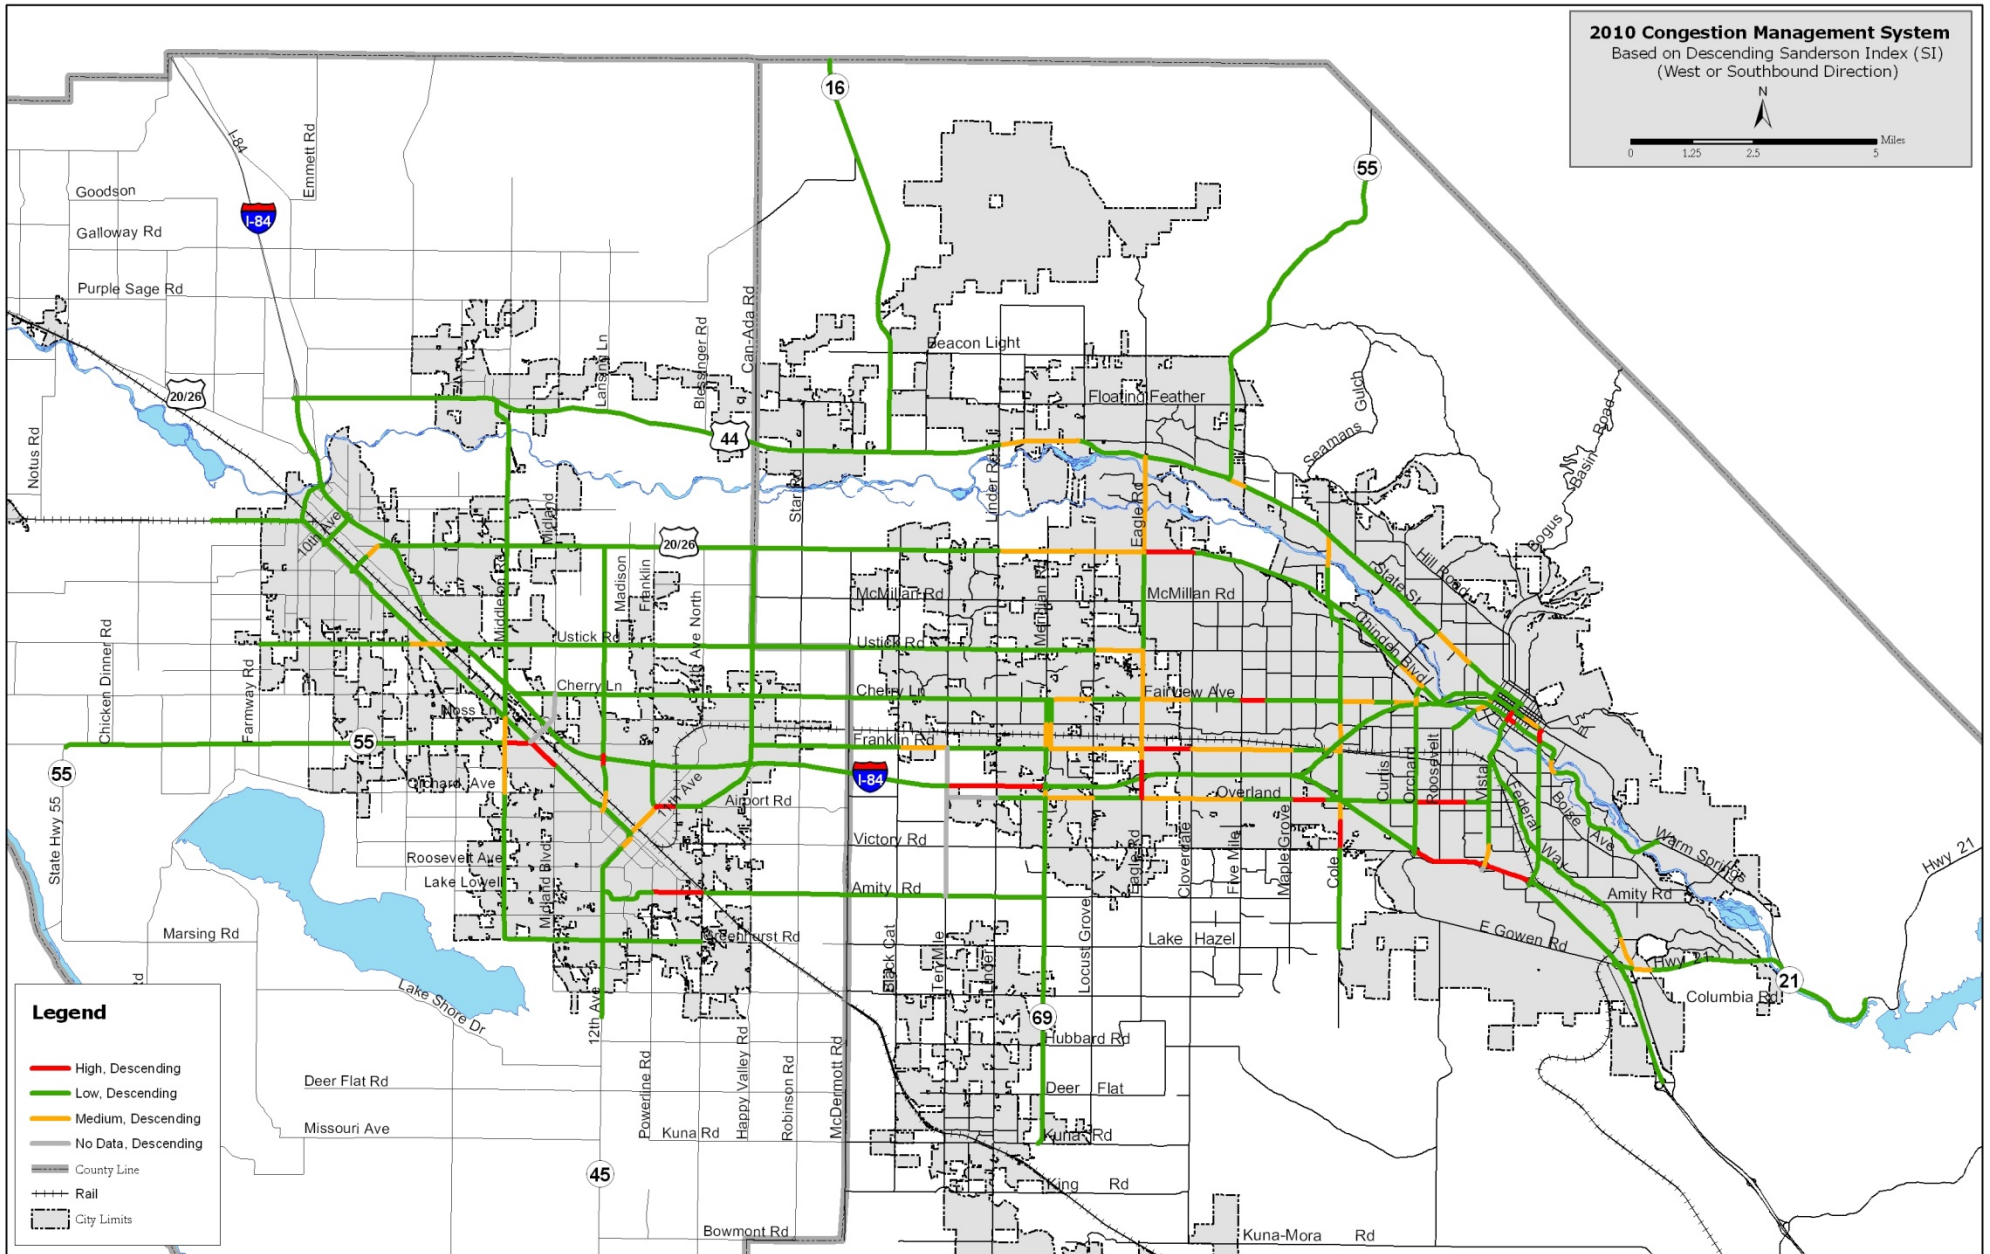 2010 Congestion Management System
Based on Descending Sanderson Index (SI)
(West or Southbound Direction)
N
Miles
0 1.25 2.5 5
16
55
I-84
I-84
Emmett Rd
Goodson
Galloway Rd
Purple Sage Rd
20/26
Notus Rd
Lansing Ln
Blessinger Rd
Can-Ada Rd
Beacon Light
Floating Feather
Seamans Gulch
Bogus Basin Road
44
Star Rd
Linder Rd
Eagle Rd
10th Ave
Midland
20/26
Middleton Rd
Madison
Franklin
11th Ave North
McMillan Rd
Meridian Rd
McMillan Rd
State St
Hill Road
Chinden Blvd
Chicken Dinner Rd
Farmway Rd
Ustick Rd
Ustick Rd
Cherry Ln
Cherry Ln
Fairview Ave
Moss Ln
55
55
Franklin Rd
I-84
Orchard Ave
11th Ave
Airport Rd
Overland
Curtis
Orchard
Roosevelt
Vista
Federal Way
Boise Ave
Warm Springs
Hwy 21
State Hwy 55
Victory Rd
Roosevelt Ave
Lake Lowell
Midland Blvd
Amity Rd
Eagle Rd
Cloverdale
Five Mile
Maple Grove
Cole
Amity Rd
Marsing Rd
Greenhurst Rd
Black Cat
Ten Mile
Linder
Locust Grove
Lake Hazel
E Gowen Rd
Hwy 21
21
Columbia Rd
Rd
Lake Shore Dr
12th Ave
69
Hubbard Rd
Powerline Rd
Happy Valley Rd
Robinson Rd
McDermott Rd
Deer Flat Rd
Deer Flat
Missouri Ave
Kuna Rd
Kuna Rd
45
King Rd
Bowmont Rd
Kuna-Mora Rd
Legend
High, Descending
Low, Descending
Medium, Descending
No Data, Descending
County Line
Rail
City Limits